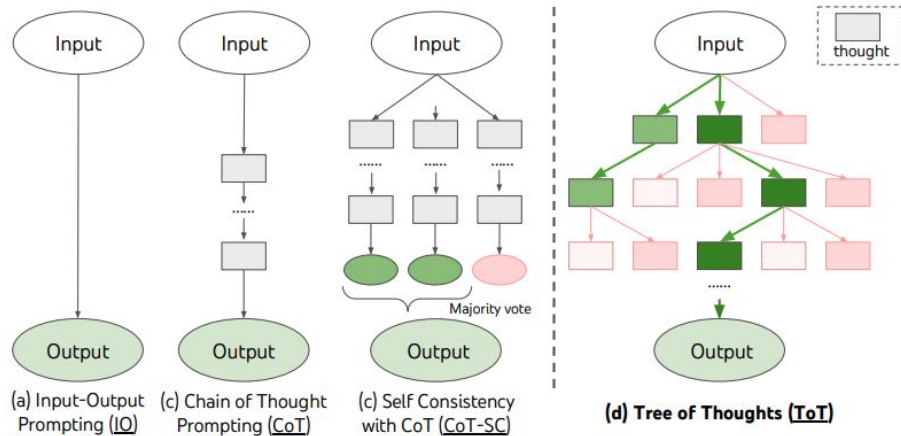 Input
Input
Input
Input
thought
......
......
......
......
......
Majority vote
Output
Output
Output
Output
(a) Input-Output
Prompting (IO)
(c) Chain of Thought
Prompting (CoT)
(c) Self Consistency
with CoT (CoT-SC)
(d) Tree of Thoughts (ToT)